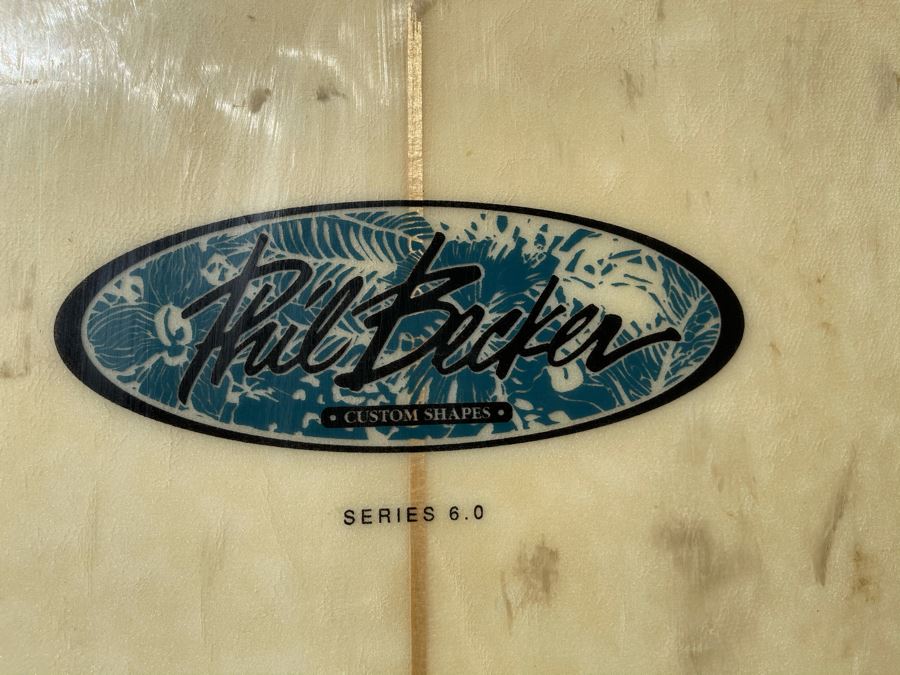 Phil Becker
• CUSTOM SHAPES •
SERIES 6.0